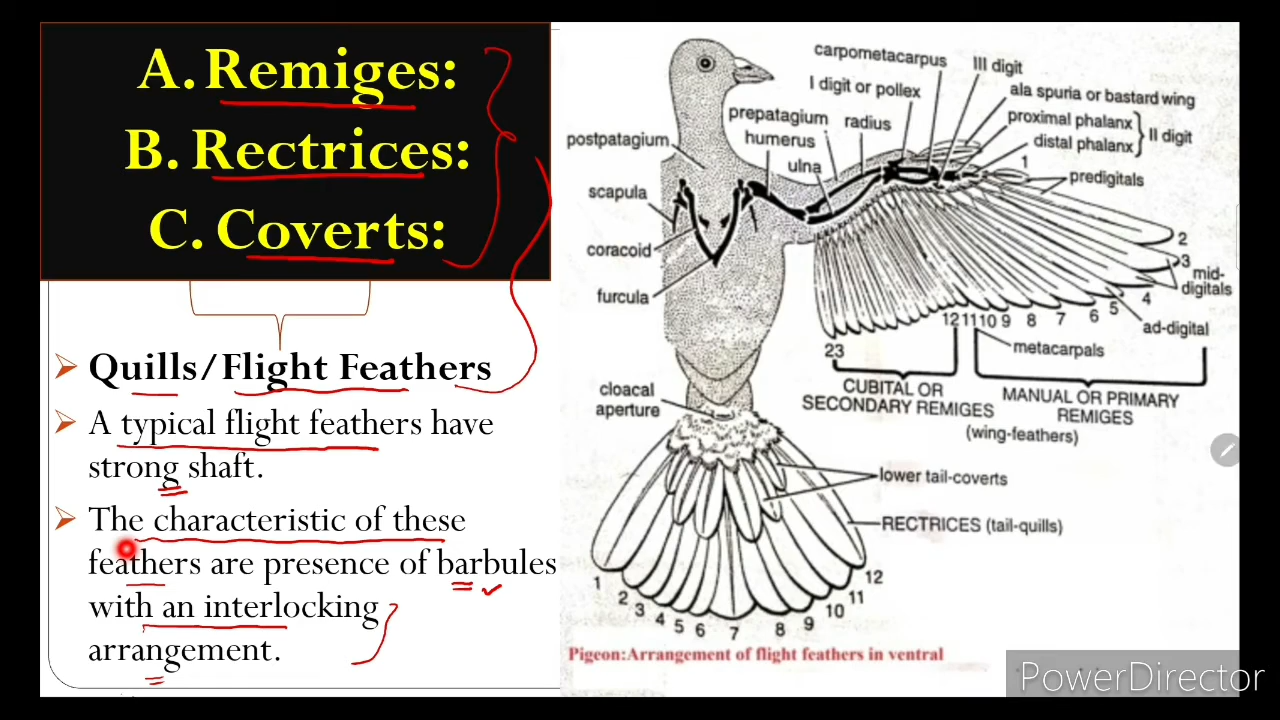 A. Remiges:
B. Rectrices:
C. Coverts:
Quills/Flight Feathers
A typical flight feathers have
strong shaft.
The characteristic of these
feathers are presence of barbules
with an interlocking
arrangement.
carpometacarpus
III digit
I digit or pollex
ala spuria or bastard wing
prepatagium
radius
proximal phalanx
II digit
postpatagium
humerus
distal phalanx
ulna
1
predigitals
scapula
coracoid
2
3
mid-
digitals
furcula
4
5
6
7
8
9
10
11
12
ad-digital
metacarpals
23
CUBITAL OR
SECONDARY REMIGES
MANUAL OR PRIMARY
REMIGES
(wing-feathers)
cloacal
aperture
lower tail-coverts
RECTRICES (tail-quills)
1
2
3
4
5
6
7
8
9
10
11
12
Pigeon:Arrangement of flight feathers in ventral
PowerDirector